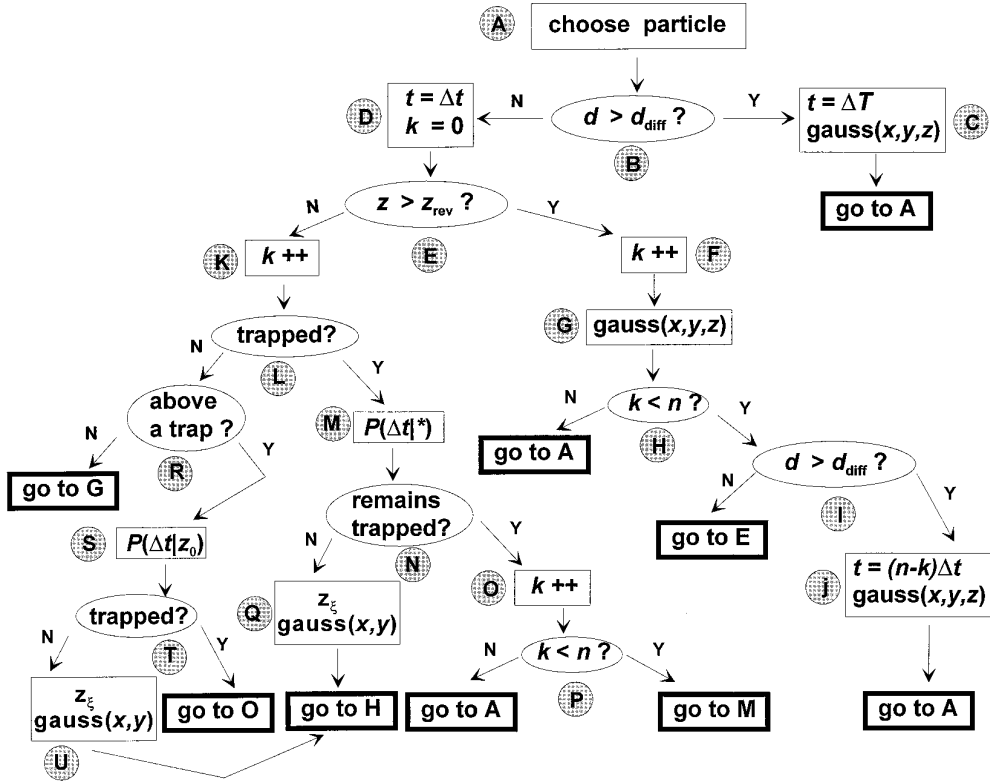 A
choose particle
D
t = Δt
k = 0
N
d > d_diff ?
Y
t = ΔT
gauss(x,y,z)
C
B
go to A
N
z > z_rev ?
Y
K
k ++
E
k ++
F
trapped?
G
gauss(x,y,z)
N
L
Y
above
a trap ?
M
P(Δt|*)
N
k < n ?
Y
N
R
Y
go to A
H
d > d_diff ?
go to G
remains
trapped?
N
I
Y
S
P(Δt|z₀)
N
N
Y
go to E
trapped?
Q
z_ξ
gauss(x,y)
O
k ++
j
t = (n-k)Δt
gauss(x,y,z)
N
T
Y
N
k < n ?
Y
z_ξ
gauss(x,y)
go to O
go to H
go to A
P
go to M
go to A
U